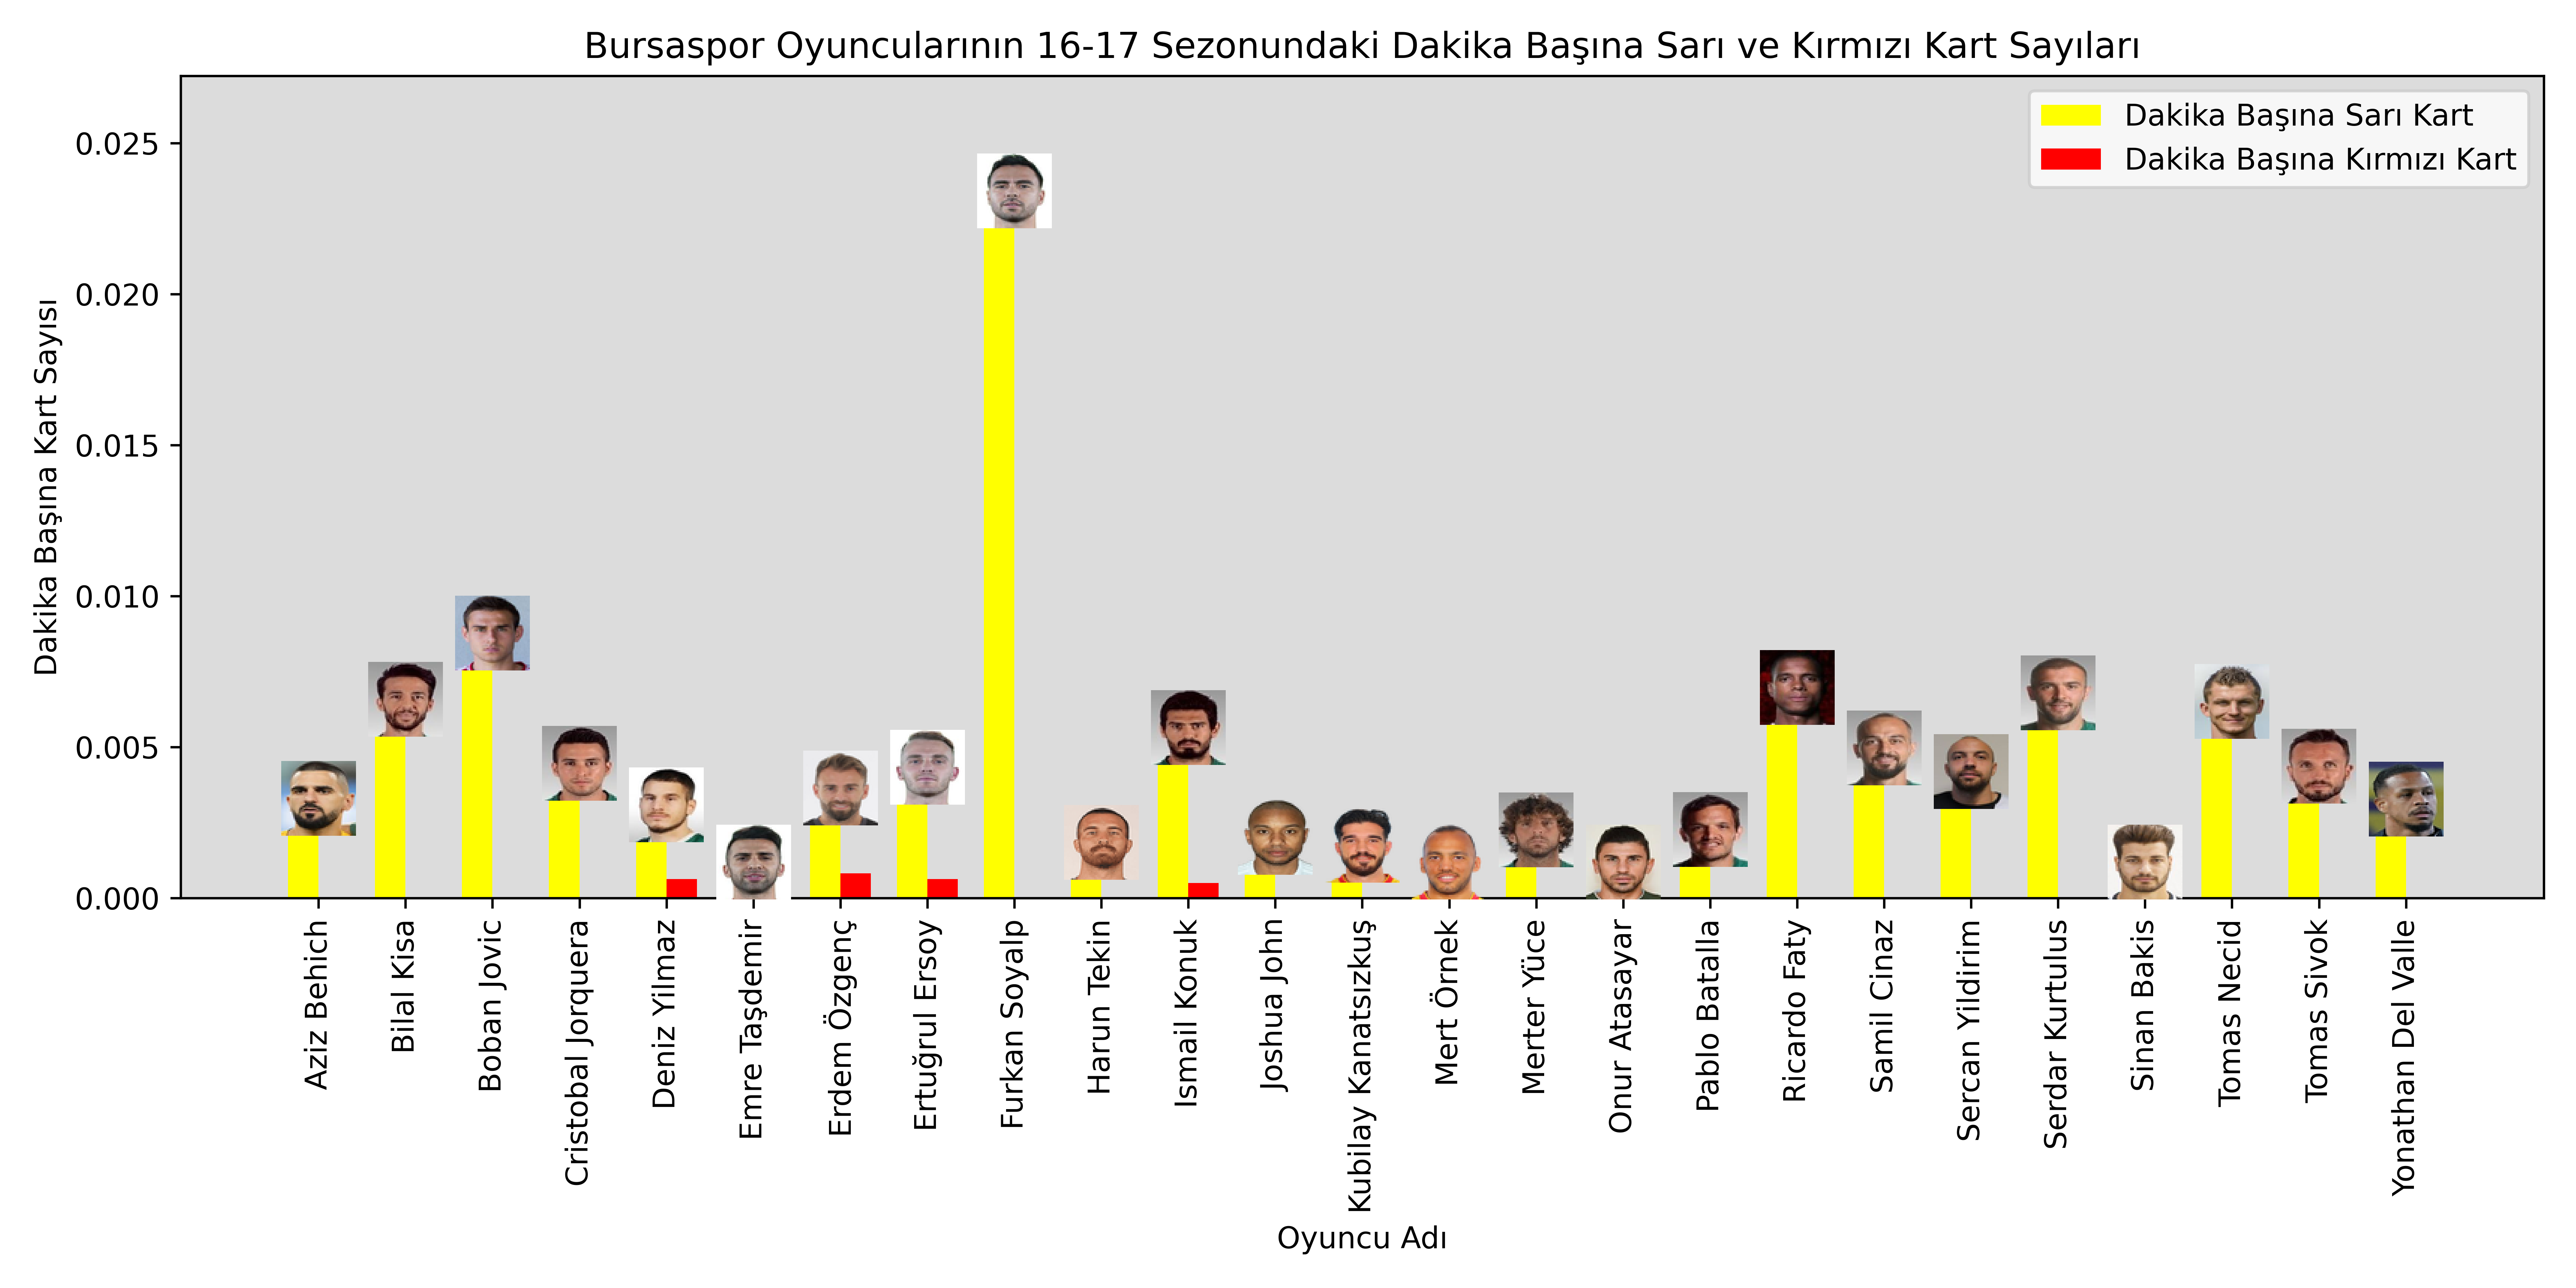 Bursaspor Oyuncularının 16-17 Sezonundaki Dakika Başına Sarı ve Kırmızı Kart Sayıları
Dakika Başına Sarı Kart
Dakika Başına Kırmızı Kart
Dakika Başına Kart Sayısı
0.025
0.020
0.015
0.010
0.005
0.000
Aziz Behich
Bilal Kisa
Boban Jovic
Cristobal Jorquera
Deniz Yilmaz
Emre Taşdemir
Erdem Özgenç
Ertuğrul Ersoy
Furkan Soyalp
Harun Tekin
Ismail Konuk
Joshua John
Kubilay Kanatsızkuş
Mert Örnek
Merter Yüce
Onur Atasayar
Pablo Batalla
Ricardo Faty
Samil Cinaz
Sercan Yildirim
Serdar Kurtulus
Sinan Bakis
Tomas Necid
Tomas Sivok
Yonathan Del Valle
Oyuncu Adı